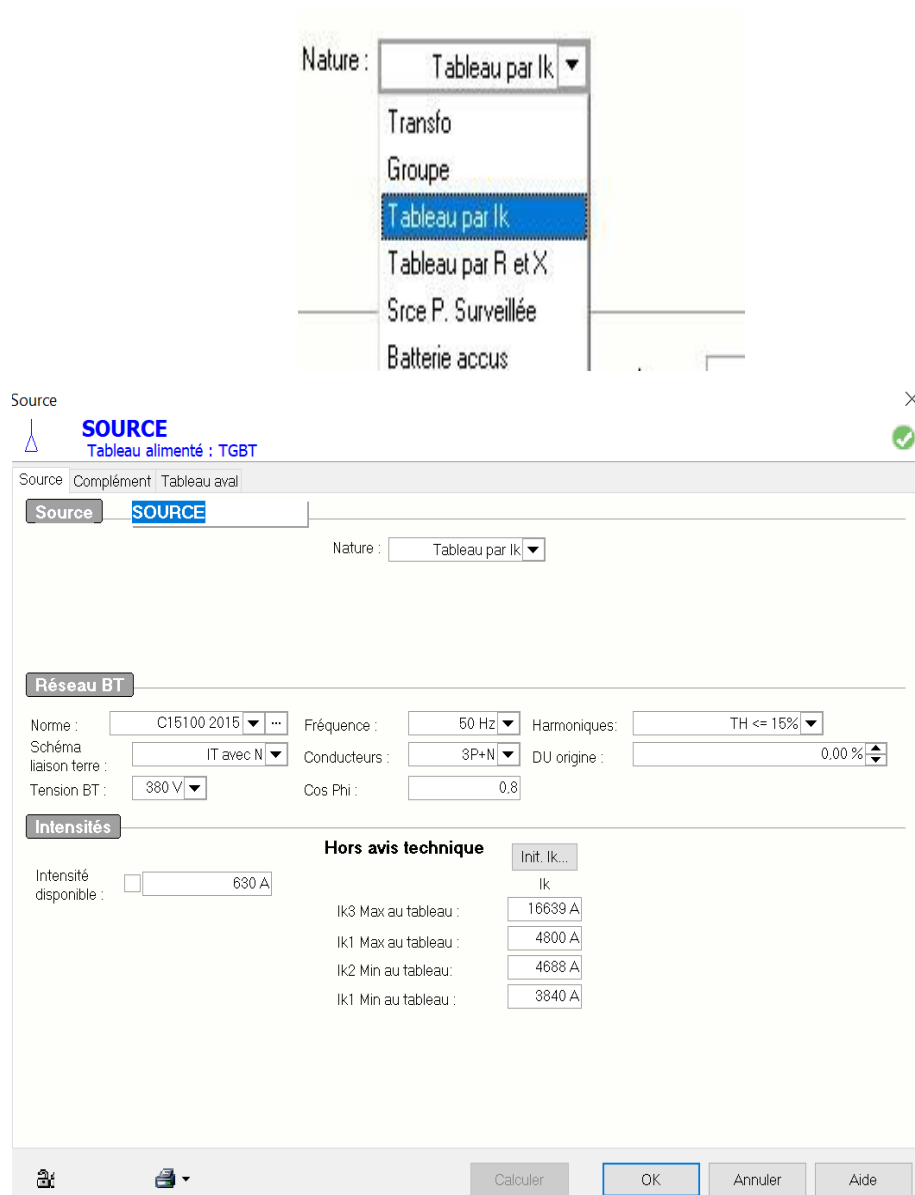 Nature : Tableau par Ik
Transfo
Groupe
Tableau par Ik
Tableau par R et X
Srce P. Surveillée
Batterie accus
Source
SOURCE
Tableau alimenté : TGBT
Source Complément Tableau aval
Source SOURCE
Nature : Tableau par Ik
Réseau BT
Norme : C15100 2015 ... Fréquence : 50 Hz Harmoniques: TH <= 15%
Schéma liaison terre : IT avec N Conducteurs : 3P+N DU origine : 0,00 %
Tension BT : 380 V Cos Phi : 0,8
Intensités
Hors avis technique Init. Ik...
Intensité disponible : 630 A Ik
Ik3 Max au tableau : 16639 A
Ik1 Max au tableau : 4800 A
Ik2 Min au tableau: 4688 A
Ik1 Min au tableau : 3840 A
Calculer OK Annuler Aide